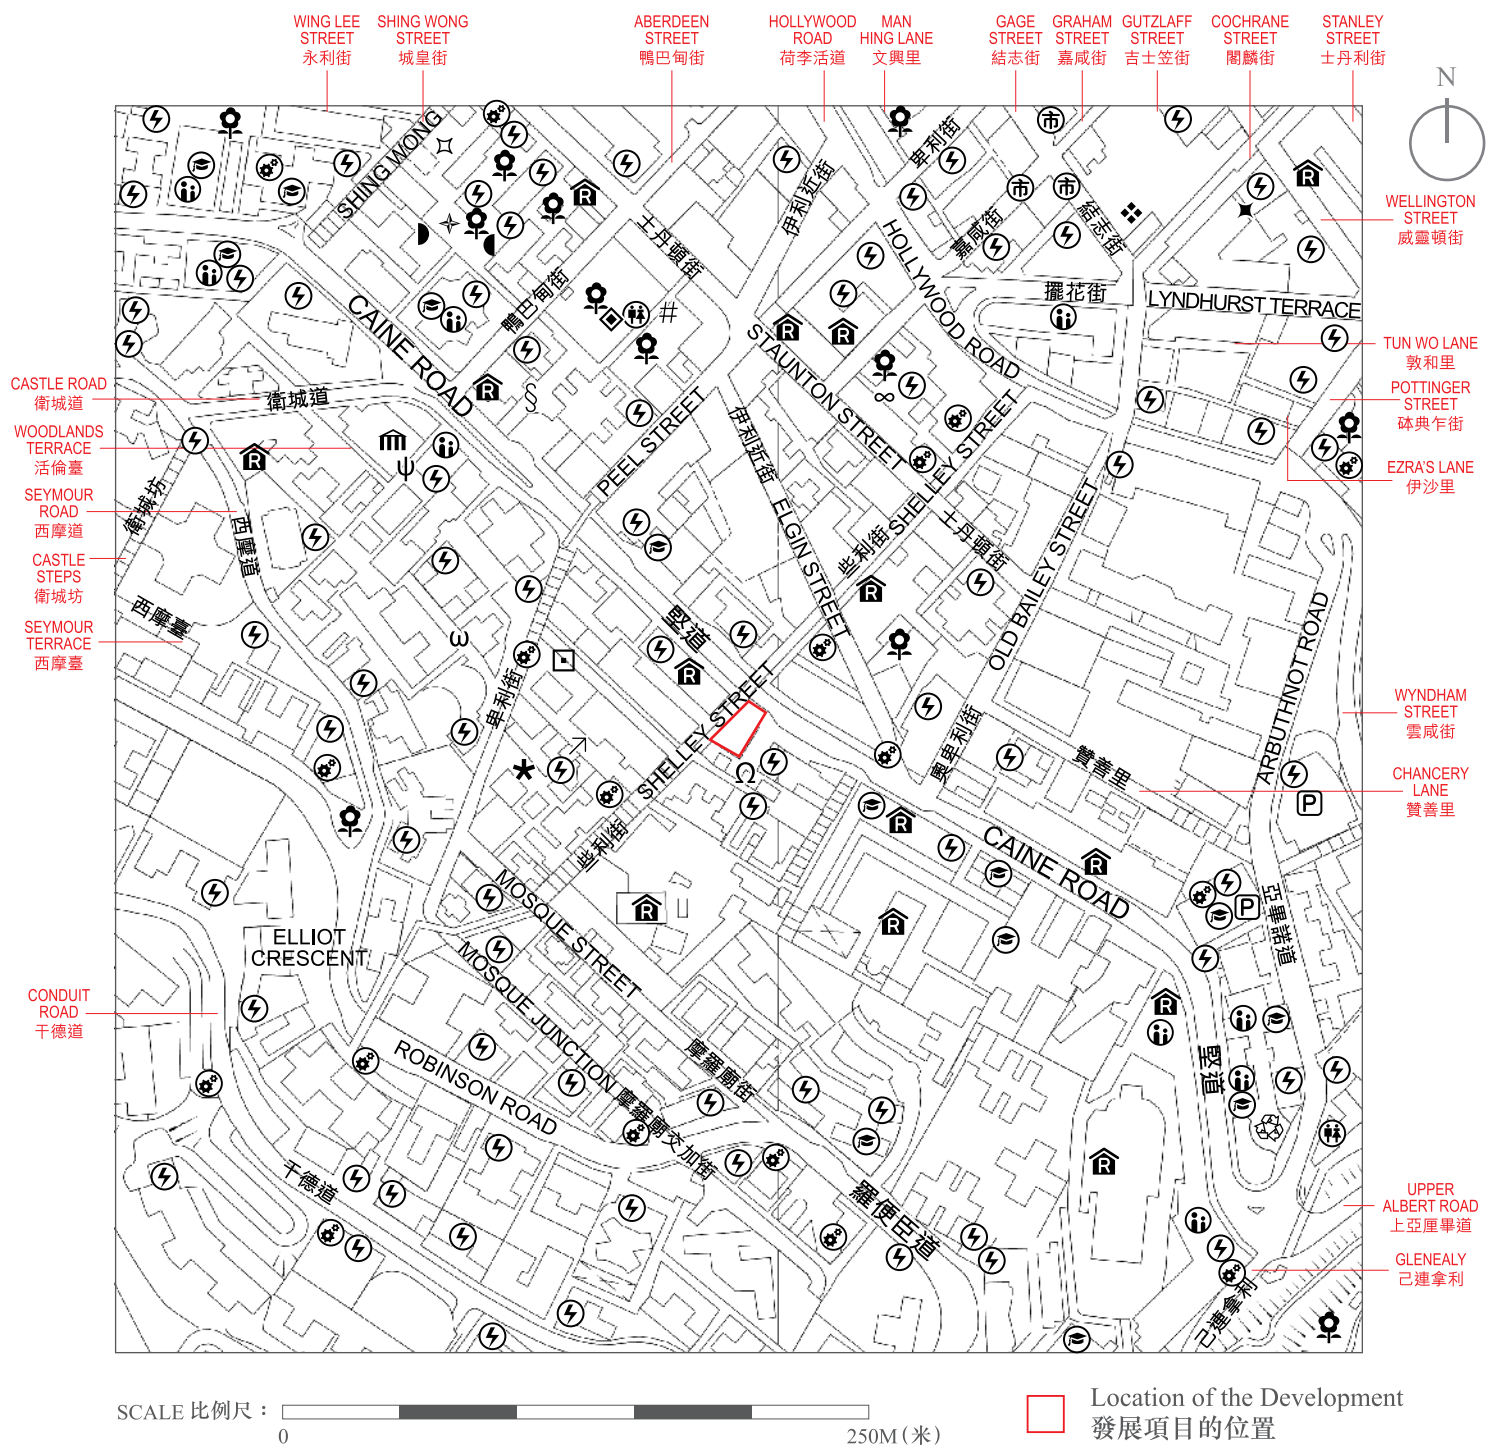 WING LEE
STREET
永利街
SHING WONG
STREET
城皇街
ABERDEEN
STREET
鴨巴甸街
HOLLYWOOD
ROAD
荷李活道
MAN
HING LANE
文興里
GAGE
STREET
結志街
GRAHAM
STREET
嘉咸街
GUTZLAFF
STREET
吉士笠街
COCHRANE
STREET
閣麟街
STANLEY
STREET
士丹利街
N
WELLINGTON
STREET
威靈頓街
TUN WO LANE
敦和里
POTTINGER
STREET
砵典乍街
EZRA'S LANE
伊沙里
WYNDHAM
STREET
雲咸街
CHANCERY
LANE
贊善里
UPPER
ALBERT ROAD
上亞厘畢道
GLENEALY
己連拿利
CASTLE ROAD
衛城道
WOODLANDS
TERRACE
活倫臺
SEYMOUR
ROAD
西摩道
CASTLE
STEPS
衛城坊
SEYMOUR
TERRACE
西摩臺
CONDUIT
ROAD
干德道
SHING WONG
卑利街
市
伊利近街
市
市
士丹頓街
嘉咸街
結志街
HOLLYWOOD ROAD
鴨巴甸街
擺花街
LYNDHURST TERRACE
CAINE ROAD
STAUNTON STREET
衛城道
PEEL STREET
伊利近街
SHELLEY STREET
ELGIN STREET
衛城坊
西摩道
些利街
士丹頓街
OLD BAILEY STREET
西摩臺
堅道
卑利街
SHELLEY STREET
ARBUTHNOT ROAD
奧卑利街
贊善里
P
些利街
CAINE ROAD
MOSQUE STREET
P
亞畢諾道
ELLIOT
CRESCENT
MOSQUE JUNCTION
ROBINSON ROAD
摩羅廟街
堅道
摩羅廟交加街
干德道
羅便臣道
己連拿利
R
R
R
R
R
R
R
R
R
R
R
R
R
R
SCALE 比例尺：
0
250M(米)
Location of the Development
發展項目的位置